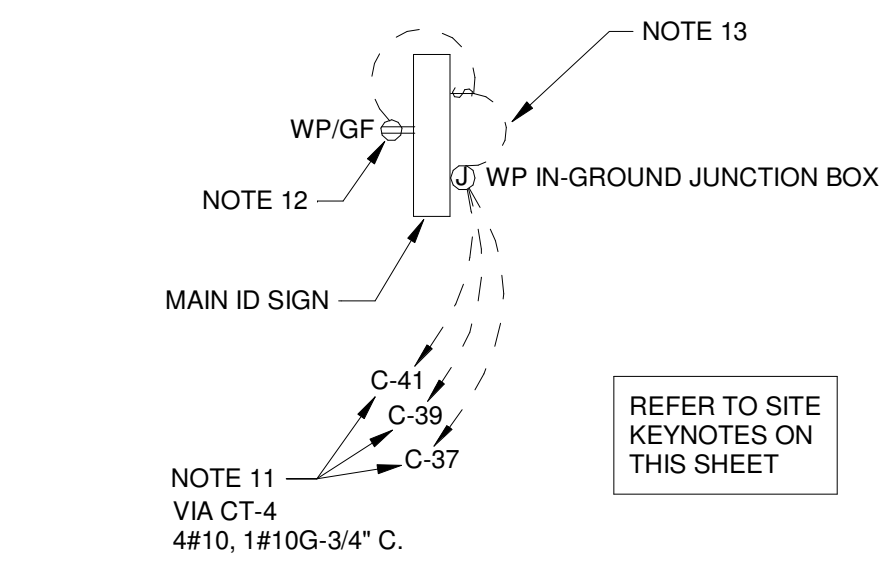 NOTE 13
WP/GF
J WP IN-GROUND JUNCTION BOX
NOTE 12
MAIN ID SIGN
C-41
C-39
C-37
NOTE 11
VIA CT-4
4#10, 1#10G-3/4" C.
REFER TO SITE
KEYNOTES ON
THIS SHEET